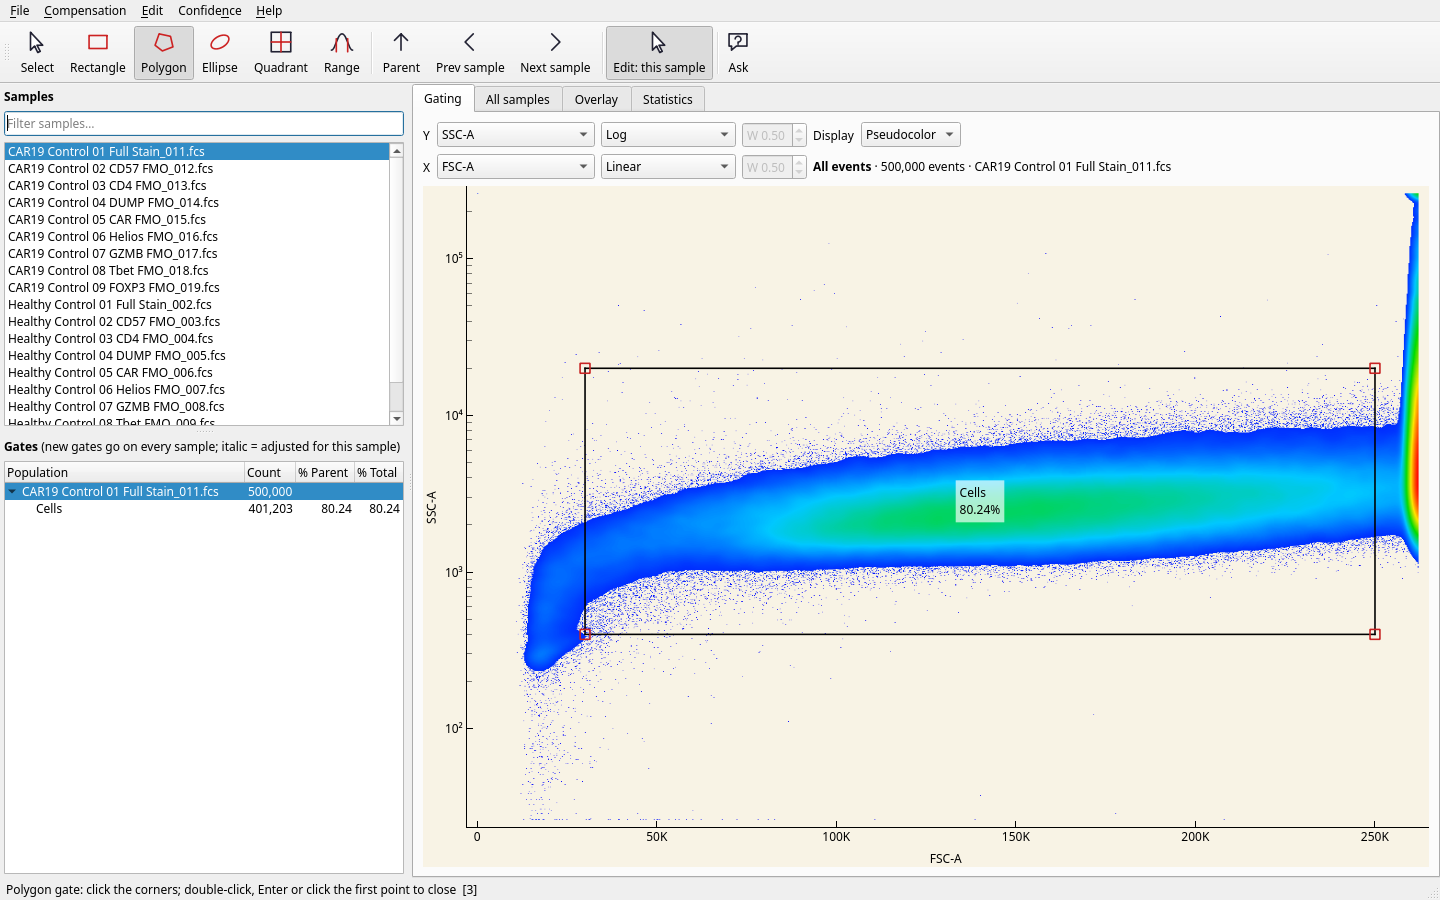 File Compensation Edit Confidence Help
Select Rectangle Polygon Ellipse Quadrant Range Parent Prev sample Next sample Edit: this sample Ask
Samples
Filter samples...
CAR19 Control 01 Full Stain_011.fcs
CAR19 Control 02 CD57 FMO_012.fcs
CAR19 Control 03 CD4 FMO_013.fcs
CAR19 Control 04 DUMP FMO_014.fcs
CAR19 Control 05 CAR FMO_015.fcs
CAR19 Control 06 Helios FMO_016.fcs
CAR19 Control 07 GZMB FMO_017.fcs
CAR19 Control 08 Tbet FMO_018.fcs
CAR19 Control 09 FOXP3 FMO_019.fcs
Healthy Control 01 Full Stain_002.fcs
Healthy Control 02 CD57 FMO_003.fcs
Healthy Control 03 CD4 FMO_004.fcs
Healthy Control 04 DUMP FMO_005.fcs
Healthy Control 05 CAR FMO_006.fcs
Healthy Control 06 Helios FMO_007.fcs
Healthy Control 07 GZMB FMO_008.fcs
Healthy Control 08 Tbet FMO_009.fcs
Gates (new gates go on every sample; italic = adjusted for this sample)
Population Count % Parent % Total
CAR19 Control 01 Full Stain_011.fcs 500,000
Cells 401,203 80.24 80.24
Gating All samples Overlay Statistics
Y SSC-A Log W 0.50 Display Pseudocolor
X FSC-A Linear W 0.50 All events · 500,000 events · CAR19 Control 01 Full Stain_011.fcs
10⁵
10⁴
10³
10²
SSC-A
Cells
80.24%
0 50K 100K 150K 200K 250K
FSC-A
Polygon gate: click the corners; double-click, Enter or click the first point to close [3]